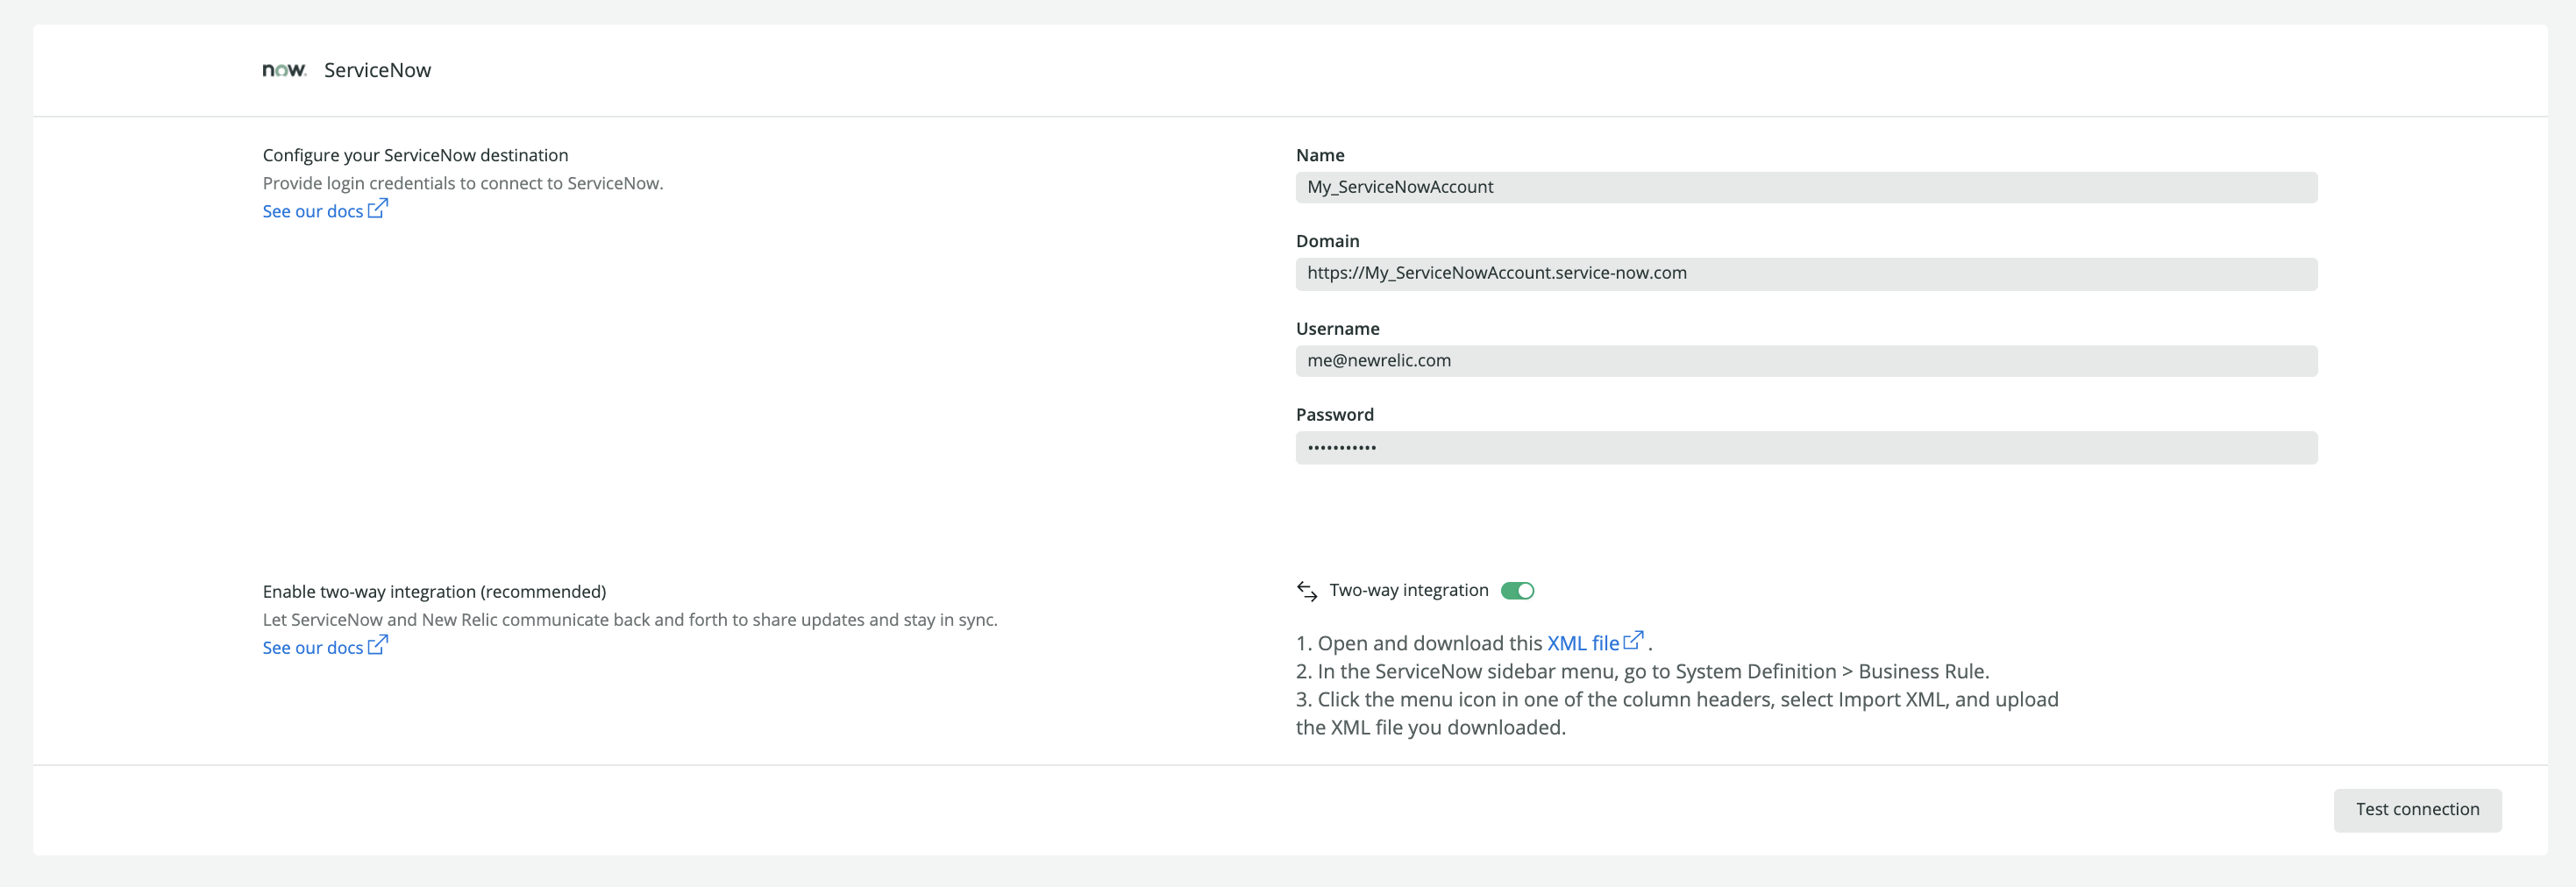 now. ServiceNow
Configure your ServiceNow destination
Provide login credentials to connect to ServiceNow.
See our docs
Name
My_ServiceNowAccount
Domain
https://My_ServiceNowAccount.service-now.com
Username
me@newrelic.com
Password
•••••••••••
Enable two-way integration (recommended)
Let ServiceNow and New Relic communicate back and forth to share updates and stay in sync.
See our docs
Two-way integration
1. Open and download this XML file .
2. In the ServiceNow sidebar menu, go to System Definition > Business Rule.
3. Click the menu icon in one of the column headers, select Import XML, and upload
the XML file you downloaded.
Test connection